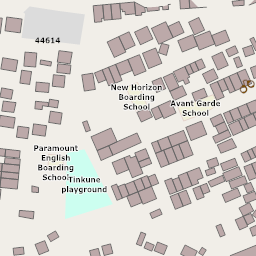 44614
New Horizon
Boarding
School
Avant Garde
School
Paramount
English
Boarding
School
Tinkune
playground